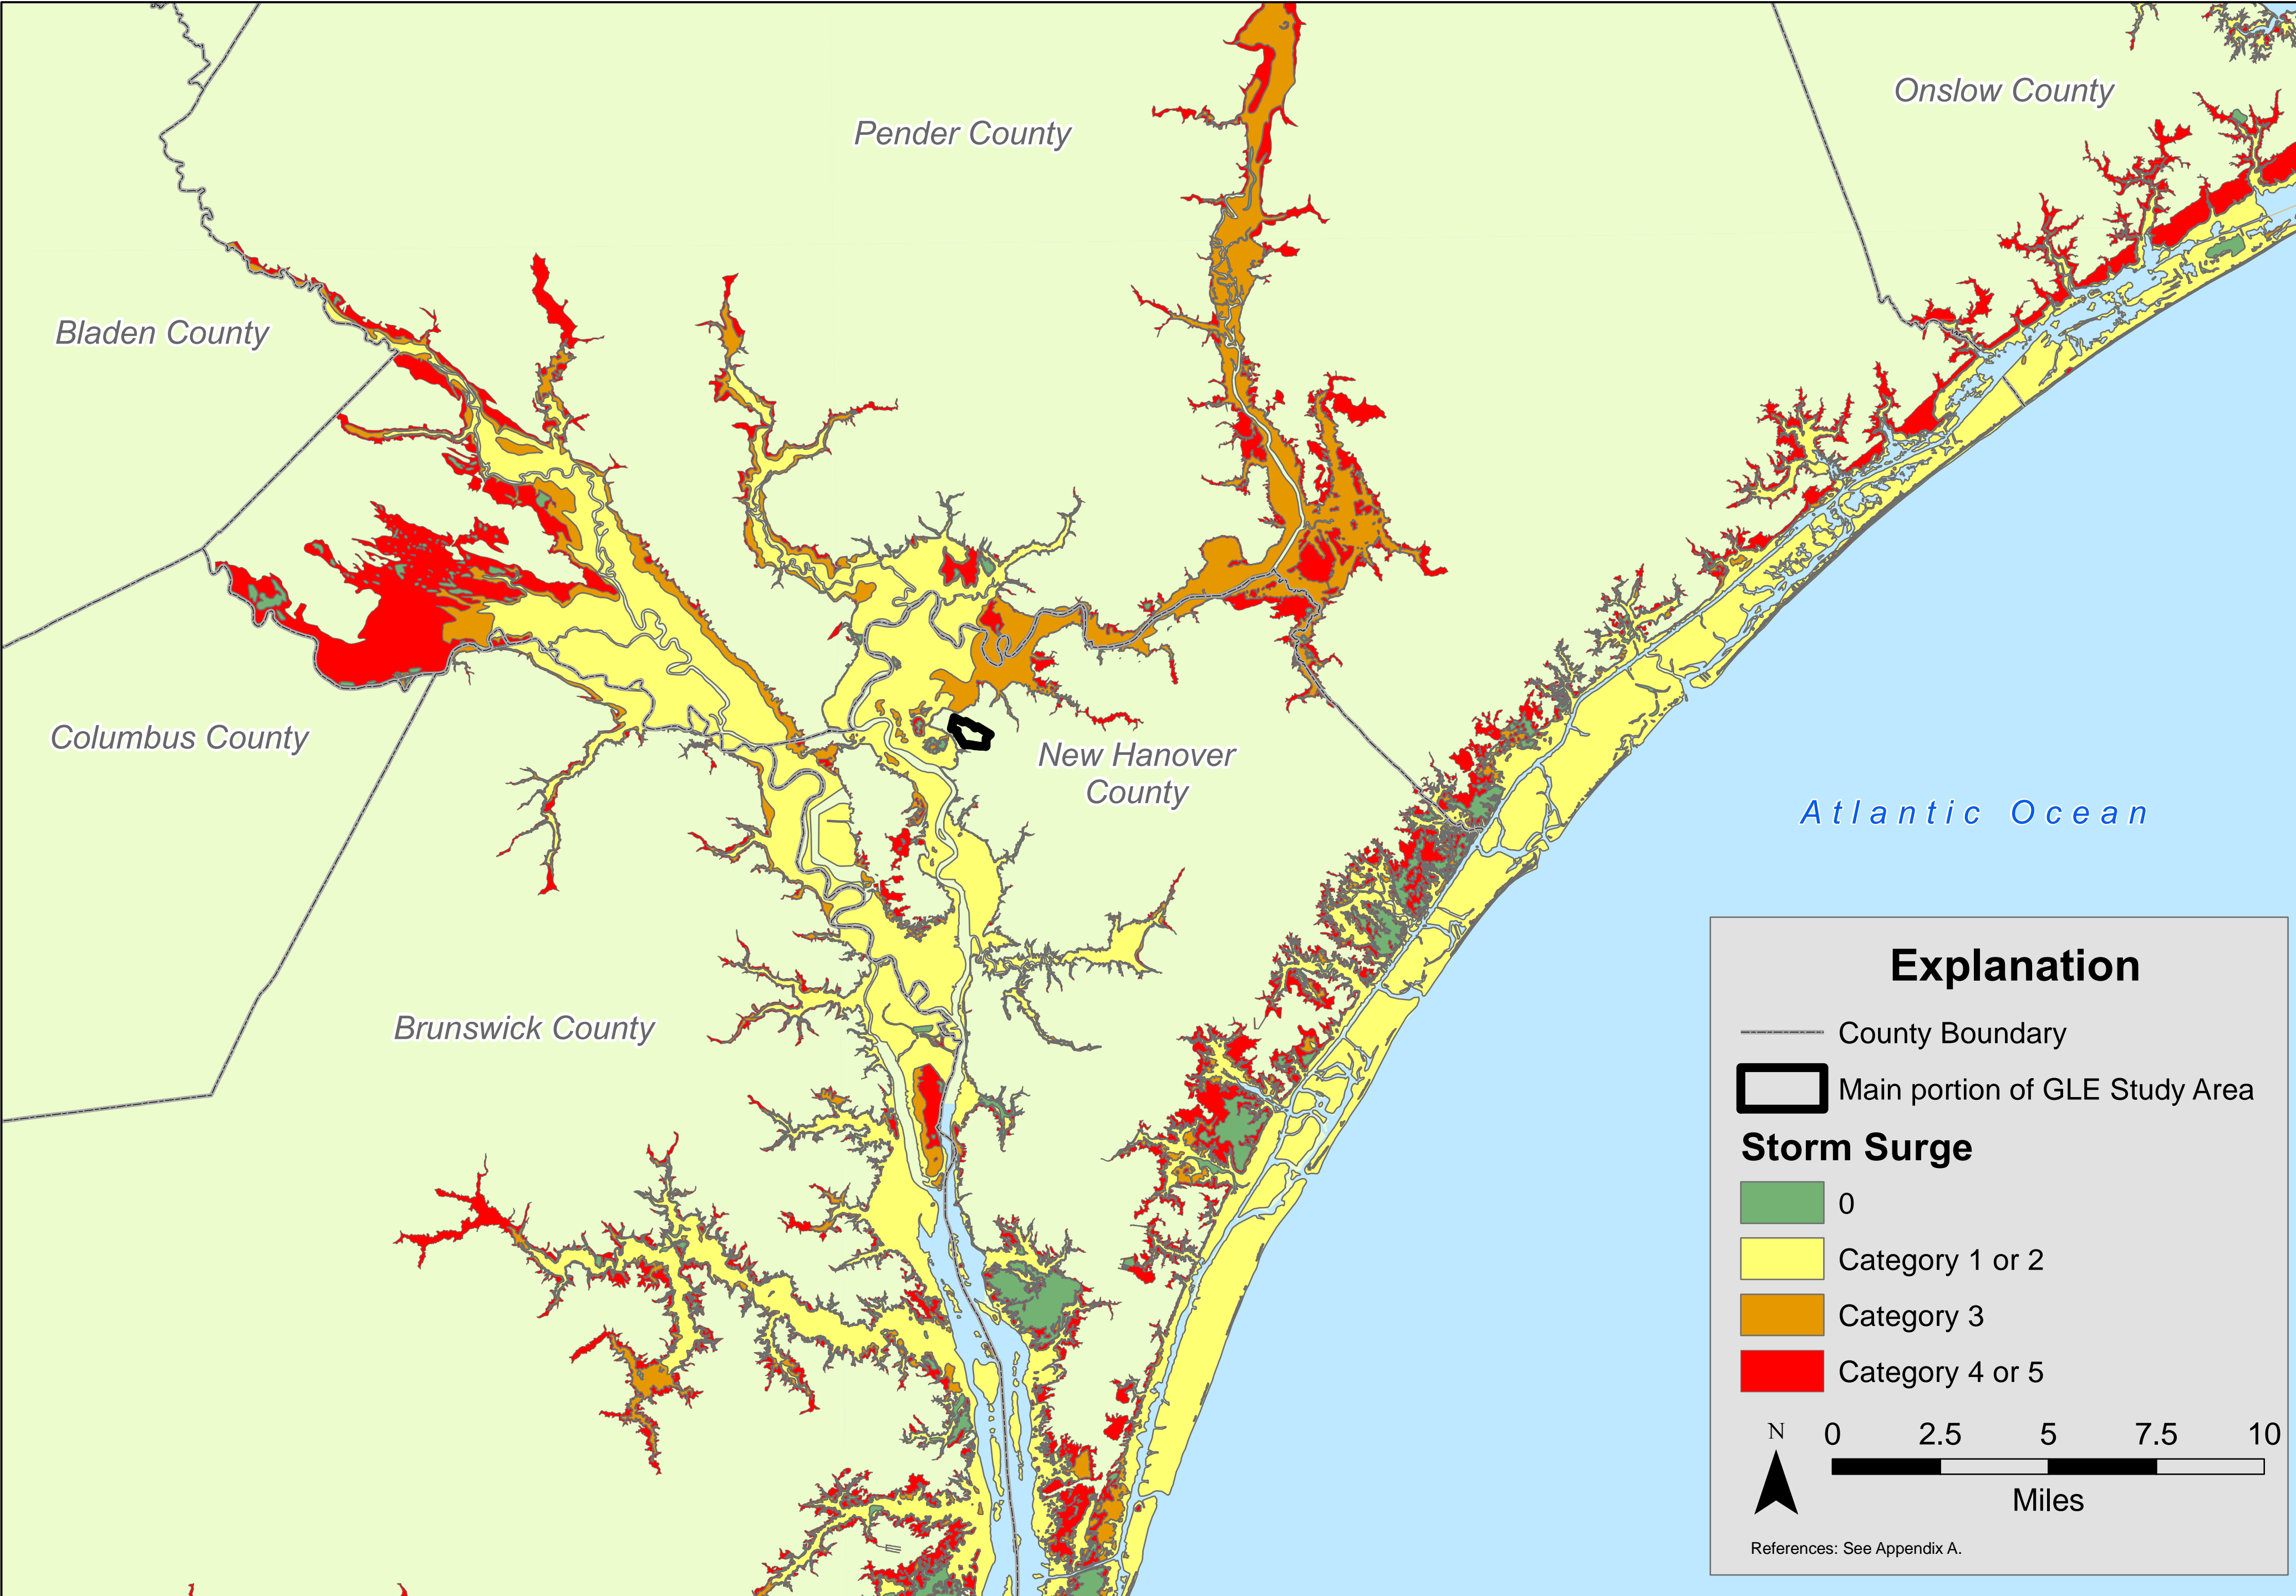 Onslow County
Pender County
Bladen County
Columbus County
New Hanover
County
Atlantic Ocean
Brunswick County
Explanation
County Boundary
Main portion of GLE Study Area
Storm Surge
0
Category 1 or 2
Category 3
Category 4 or 5
N
0 2.5 5 7.5 10
Miles
References: See Appendix A.